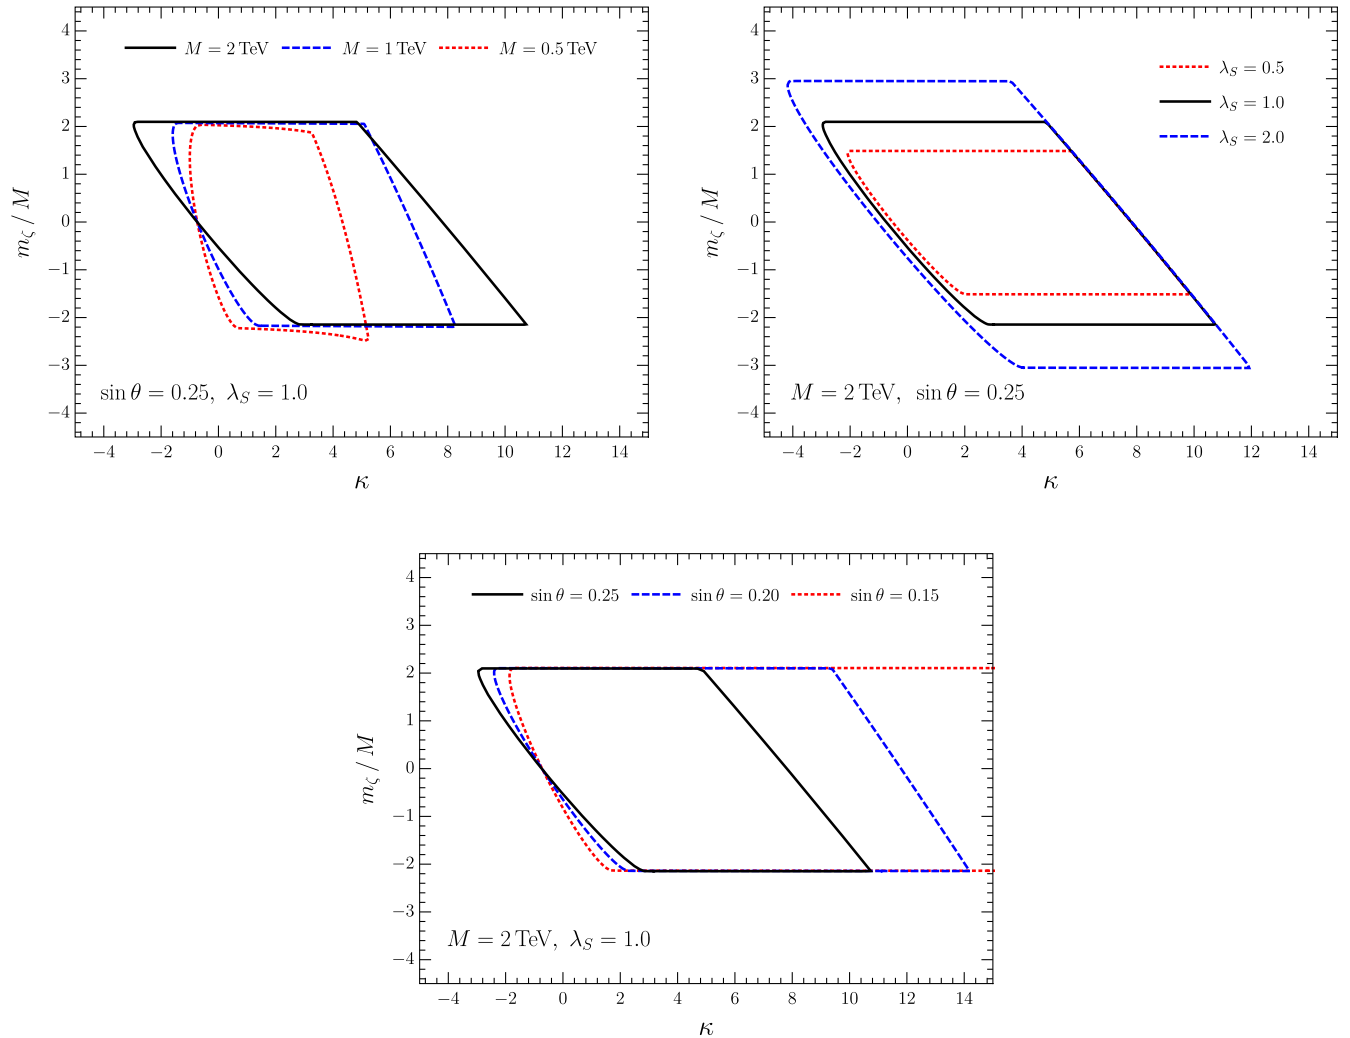 M = 2 TeV M = 1 TeV M = 0.5 TeV
4
3
2
1
0
−1
−2
−3
−4
m_ζ / M
sin θ = 0.25, λ_S = 1.0
−4 −2 0 2 4 6 8 10 12 14
κ
λ_S = 0.5
λ_S = 1.0
λ_S = 2.0
4
3
2
1
0
−1
−2
−3
−4
m_ζ / M
M = 2 TeV, sin θ = 0.25
−4 −2 0 2 4 6 8 10 12 14
κ
sin θ = 0.25 sin θ = 0.20 sin θ = 0.15
4
3
2
1
0
−1
−2
−3
−4
m_ζ / M
M = 2 TeV, λ_S = 1.0
−4 −2 0 2 4 6 8 10 12 14
κ